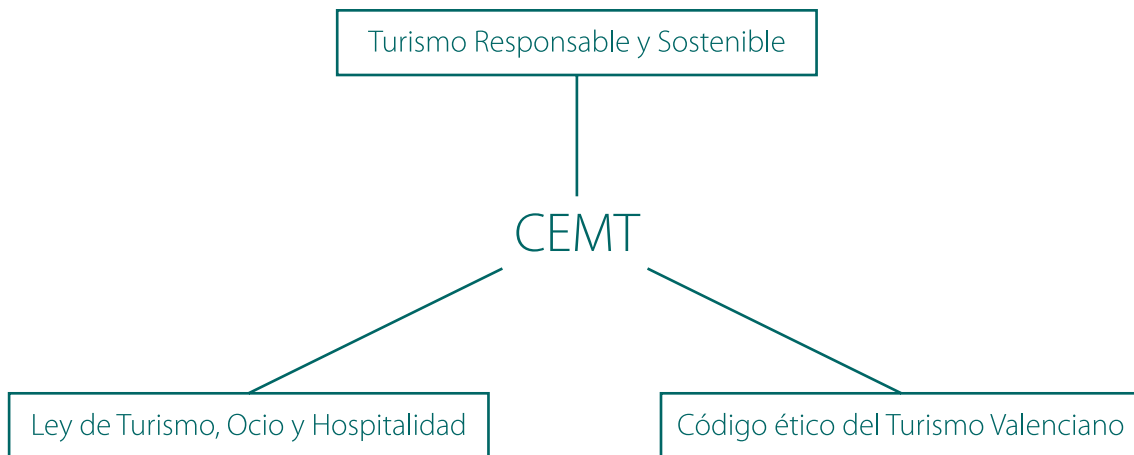 Turismo Responsable y Sostenible
CEMT
Ley de Turismo, Ocio y Hospitalidad
Código ético del Turismo Valenciano